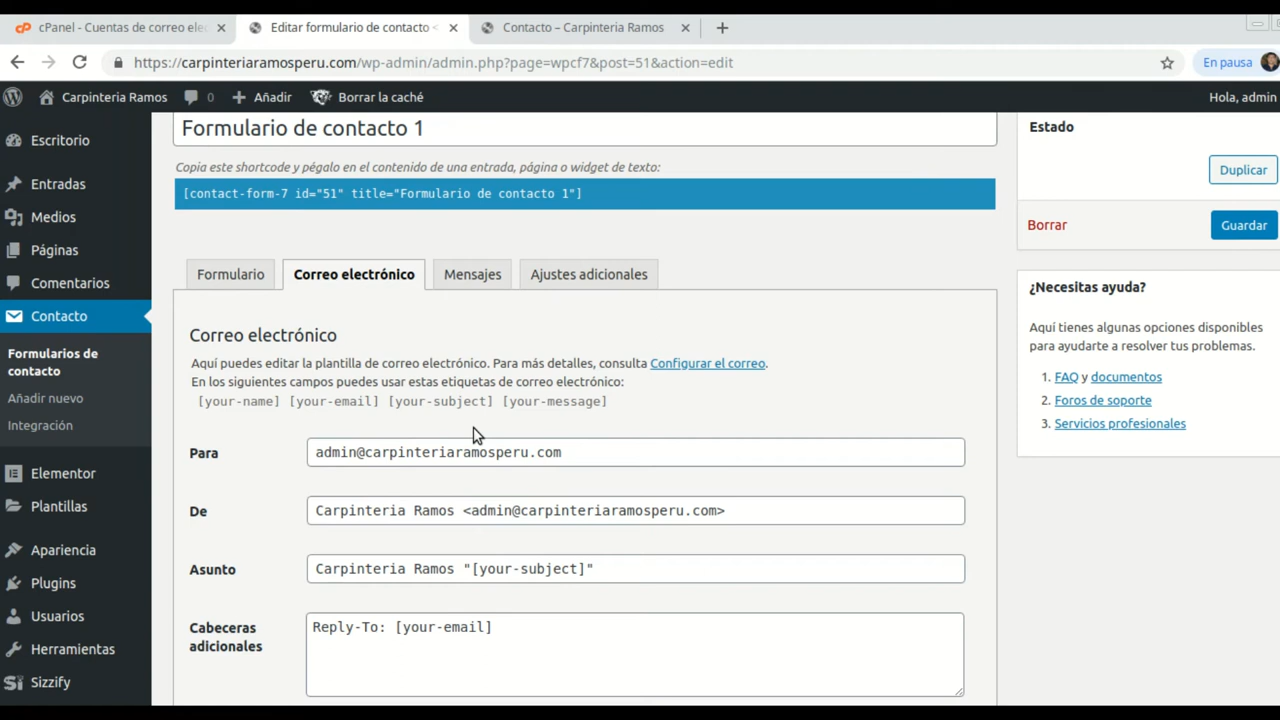 cPanel - Cuentas de correo ele
Editar formulario de contacto <
Contacto – Carpinteria Ramos
https://carpinteriaramosperu.com/wp-admin/admin.php?page=wpcf7&post=51&action=edit
En pausa
Carpinteria Ramos
0
Añadir
Borrar la caché
Hola, admin
Escritorio
Entradas
Medios
Páginas
Comentarios
Contacto
Formularios de
contacto
Añadir nuevo
Integración
Elementor
Plantillas
Apariencia
Plugins
Usuarios
Herramientas
Sizzify
Formulario de contacto 1
Copia este shortcode y pégalo en el contenido de una entrada, página o widget de texto:
[contact-form-7 id="51" title="Formulario de contacto 1"]
Formulario
Correo electrónico
Mensajes
Ajustes adicionales
Correo electrónico
Aquí puedes editar la plantilla de correo electrónico. Para más detalles, consulta Configurar el correo.
En los siguientes campos puedes usar estas etiquetas de correo electrónico:
[your-name] [your-email] [your-subject] [your-message]
Para
admin@carpinteriaramosperu.com
De
Carpinteria Ramos <admin@carpinteriaramosperu.com>
Asunto
Carpinteria Ramos "[your-subject]"
Cabeceras
adicionales
Reply-To: [your-email]
Estado
Duplicar
Borrar
Guardar
¿Necesitas ayuda?
Aquí tienes algunas opciones disponibles
para ayudarte a resolver tus problemas.
1. FAQ y documentos
2. Foros de soporte
3. Servicios profesionales